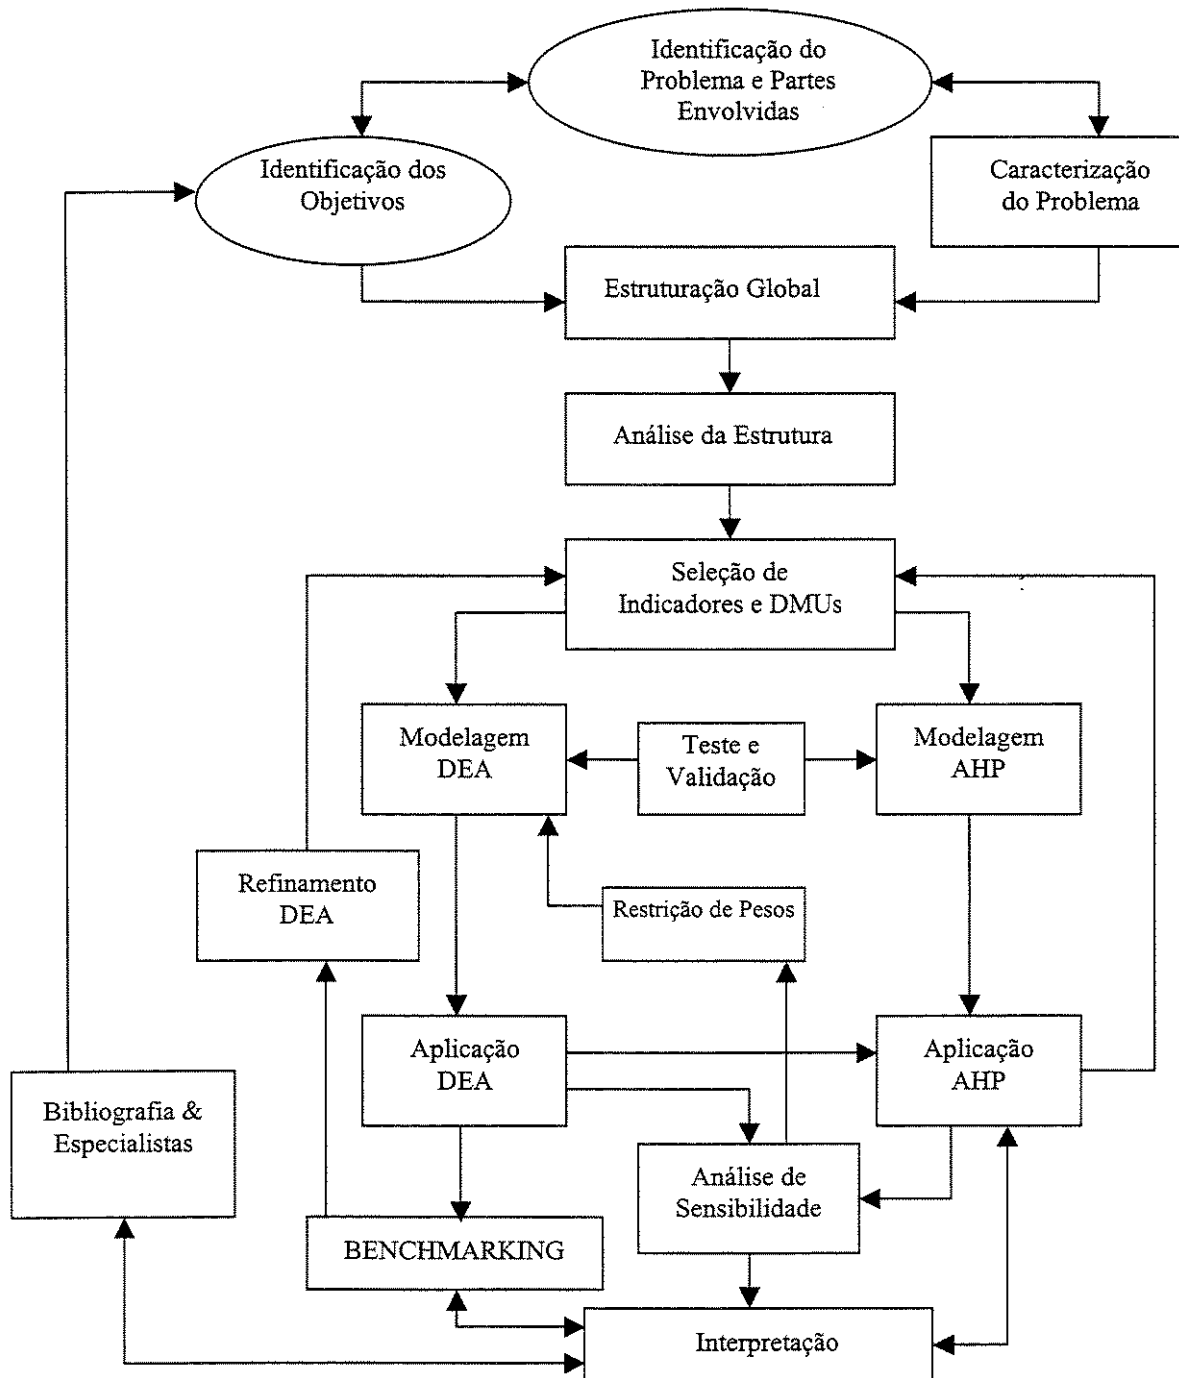 Identificação do
Problema e Partes
Envolvidas
Identificação dos
Objetivos
Caracterização
do Problema
Estruturação Global
Análise da Estrutura
Seleção de
Indicadores e DMUs
Modelagem
DEA
Teste e
Validação
Modelagem
AHP
Refinamento
DEA
Restrição de Pesos
Aplicação
DEA
Aplicação
AHP
Bibliografia &
Especialistas
Análise de
Sensibilidade
BENCHMARKING
Interpretação